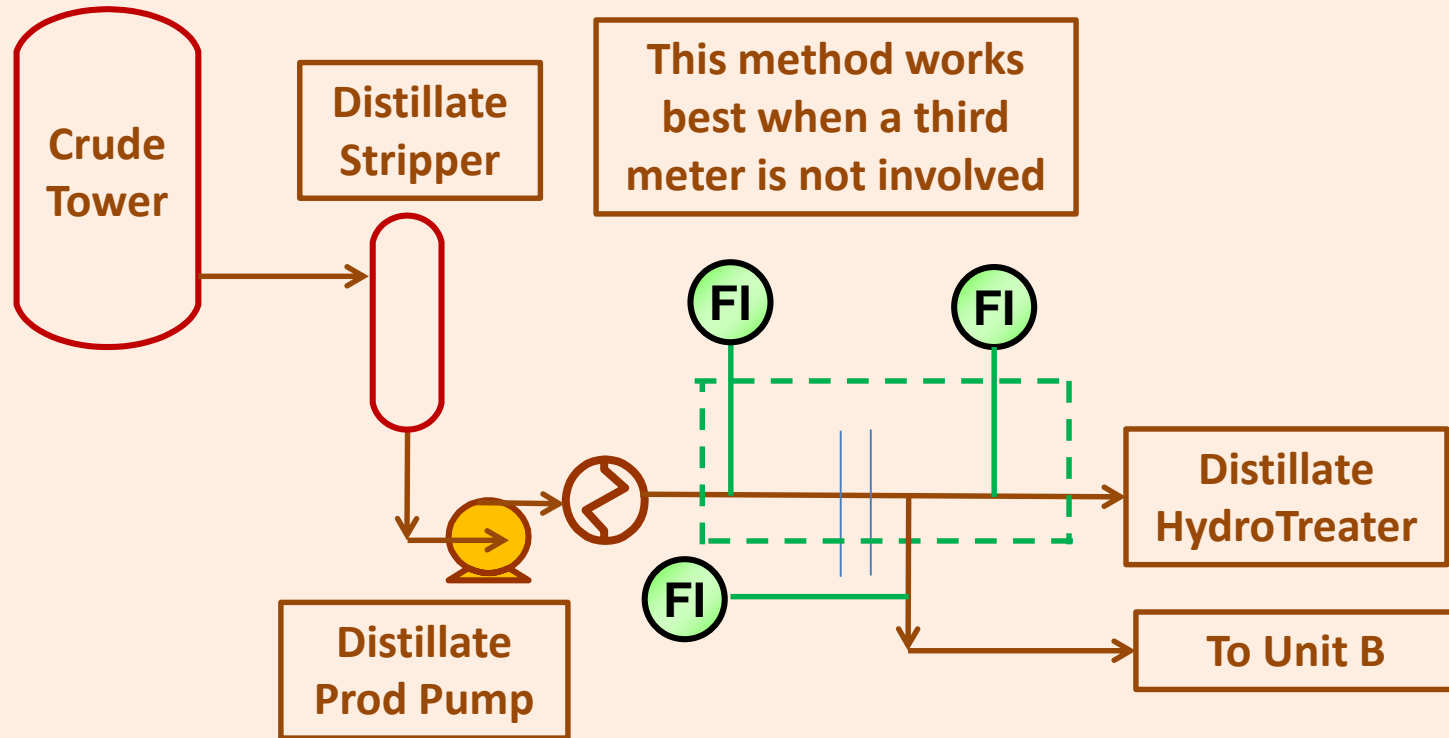 Crude
Tower
Distillate
Stripper
This method works
best when a third
meter is not involved
FI
FI
FI
Distillate
HydroTreater
To Unit B
Distillate
Prod Pump